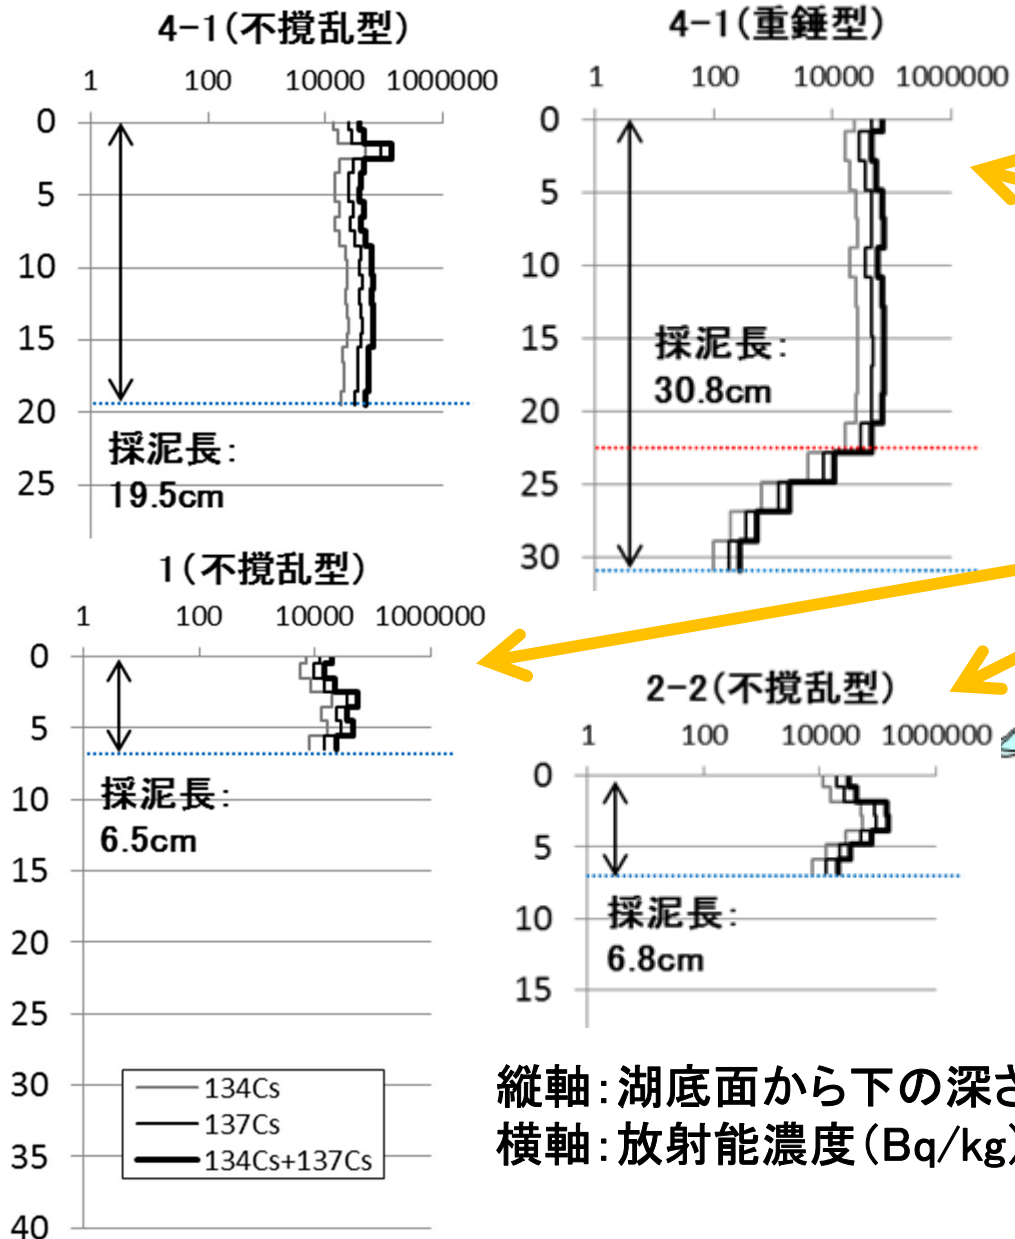 4-1(不撹乱型)
1 100 10000 1000000
0
5
10
15
20
25
採泥長:
19.5cm
4-1(重錘型)
1 100 10000 1000000
0
5
10
15
20
25
30
採泥長:
30.8cm
1(不撹乱型)
1 100 10000 1000000
0
5
10
15
20
25
30
35
40
採泥長:
6.5cm
134Cs
137Cs
134Cs+137Cs
2-2(不撹乱型)
1 100 10000 1000000
0
5
10
15
採泥長:
6.8cm
縦軸:湖底面から下の深さ
横軸:放射能濃度(Bq/kg)